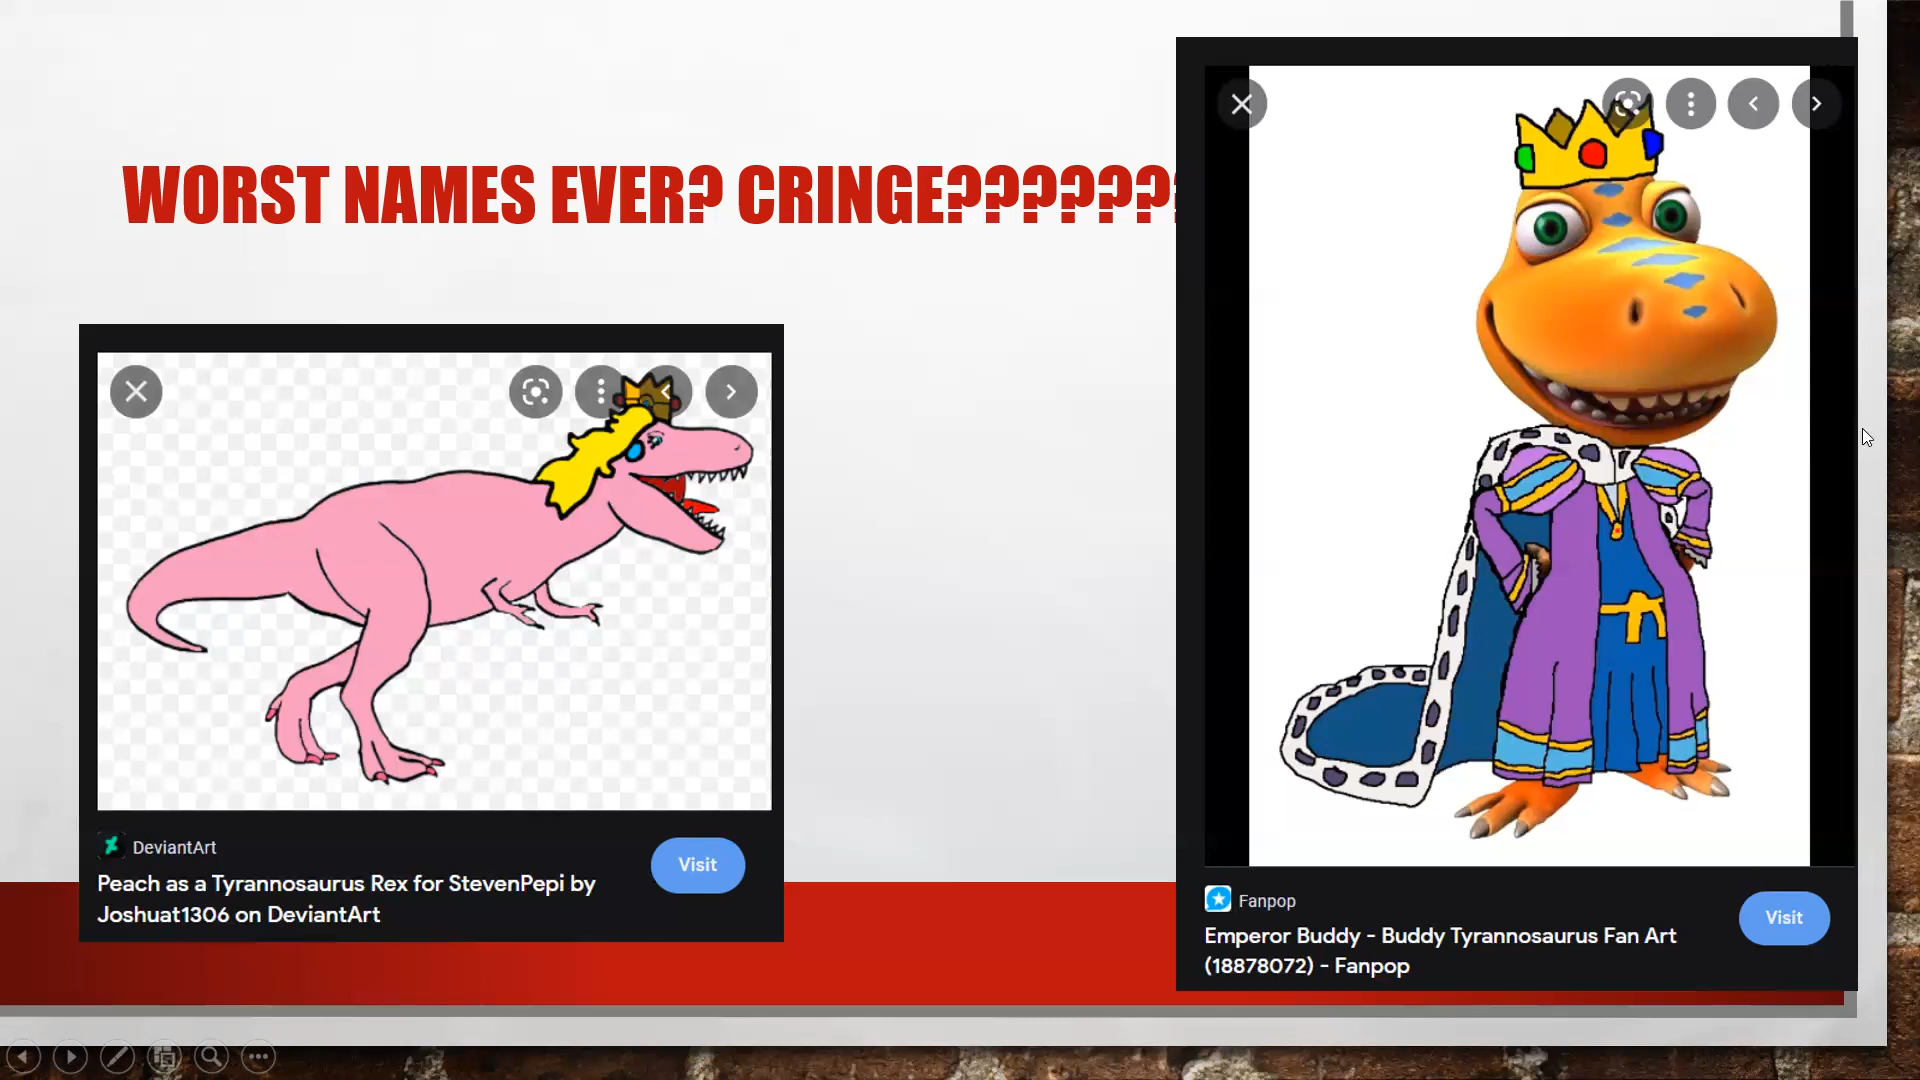 WORST NAMES EVER? CRINGE???????
DeviantArt
Peach as a Tyrannosaurus Rex for StevenPepi by
Joshuat1306 on DeviantArt
Visit
Fanpop
Emperor Buddy - Buddy Tyrannosaurus Fan Art
(18878072) - Fanpop
Visit